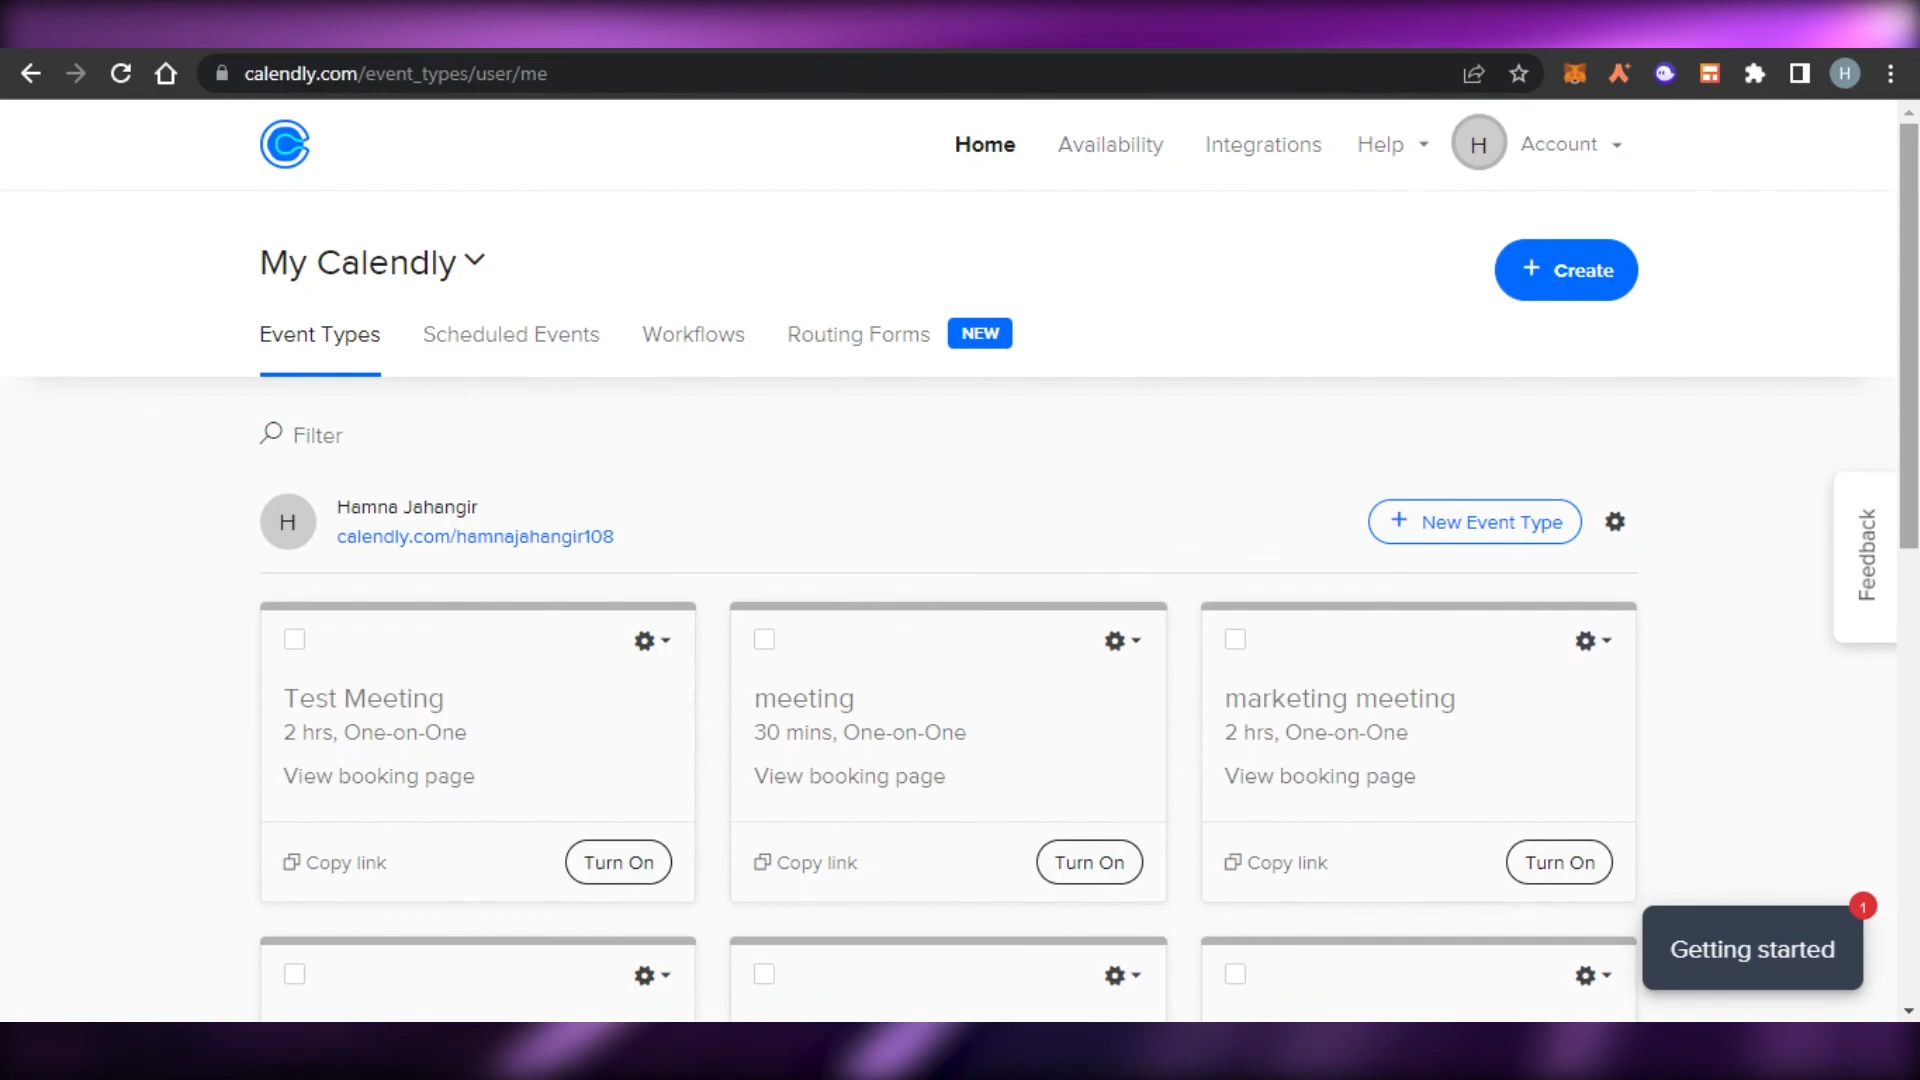 calendly.com/event_types/user/me
H
Home
Availability
Integrations
Help
H
Account
My Calendly
+ Create
Event Types
Scheduled Events
Workflows
Routing Forms
NEW
Filter
H
Hamna Jahangir
calendly.com/hamnajahangir108
+ New Event Type
Feedback
Test Meeting
2 hrs, One-on-One
View booking page
Copy link
Turn On
meeting
30 mins, One-on-One
View booking page
Copy link
Turn On
marketing meeting
2 hrs, One-on-One
View booking page
Copy link
Turn On
1
Getting started